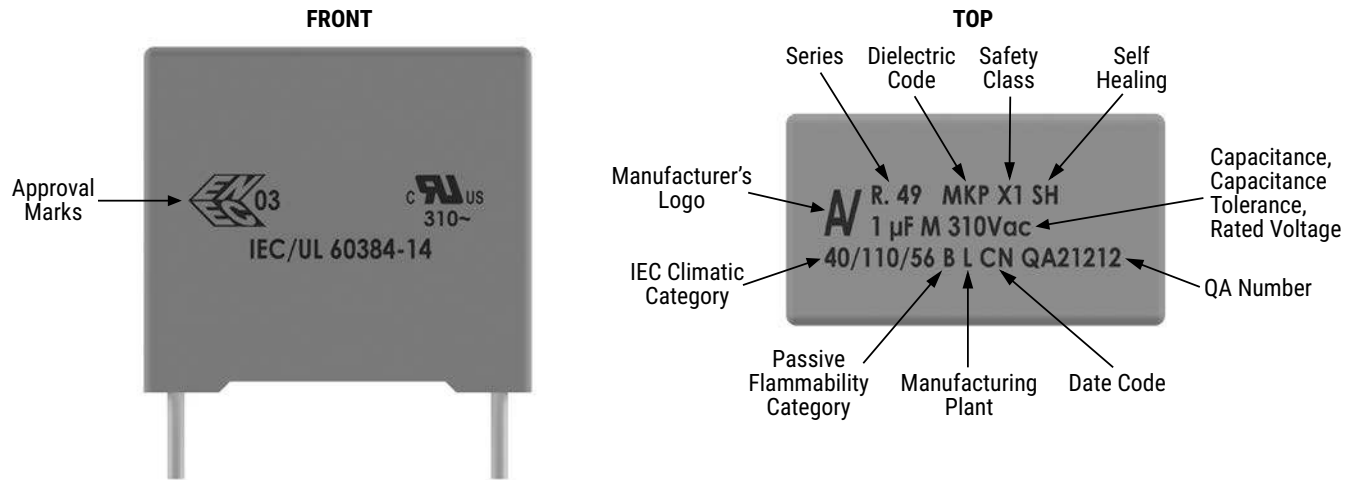 FRONT
Approval
Marks
ENEC 03
C RU US
310~
IEC/UL 60384-14
TOP
Series
Dielectric
Code
Safety
Class
Self
Healing
Manufacturer's
Logo
R. 49 MKP X1 SH
1 µF M 310Vac
40/110/56 B L CN QA21212
Capacitance,
Capacitance
Tolerance,
Rated Voltage
IEC Climatic
Category
QA Number
Passive
Flammability
Category
Manufacturing
Plant
Date Code